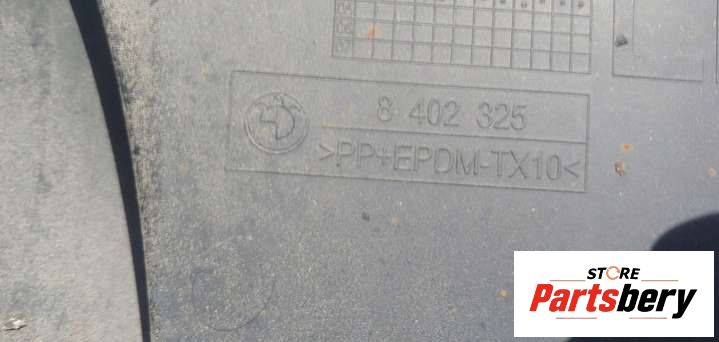 8 402 325
>PP+EPDM-TX10<
STORE
Partsbery